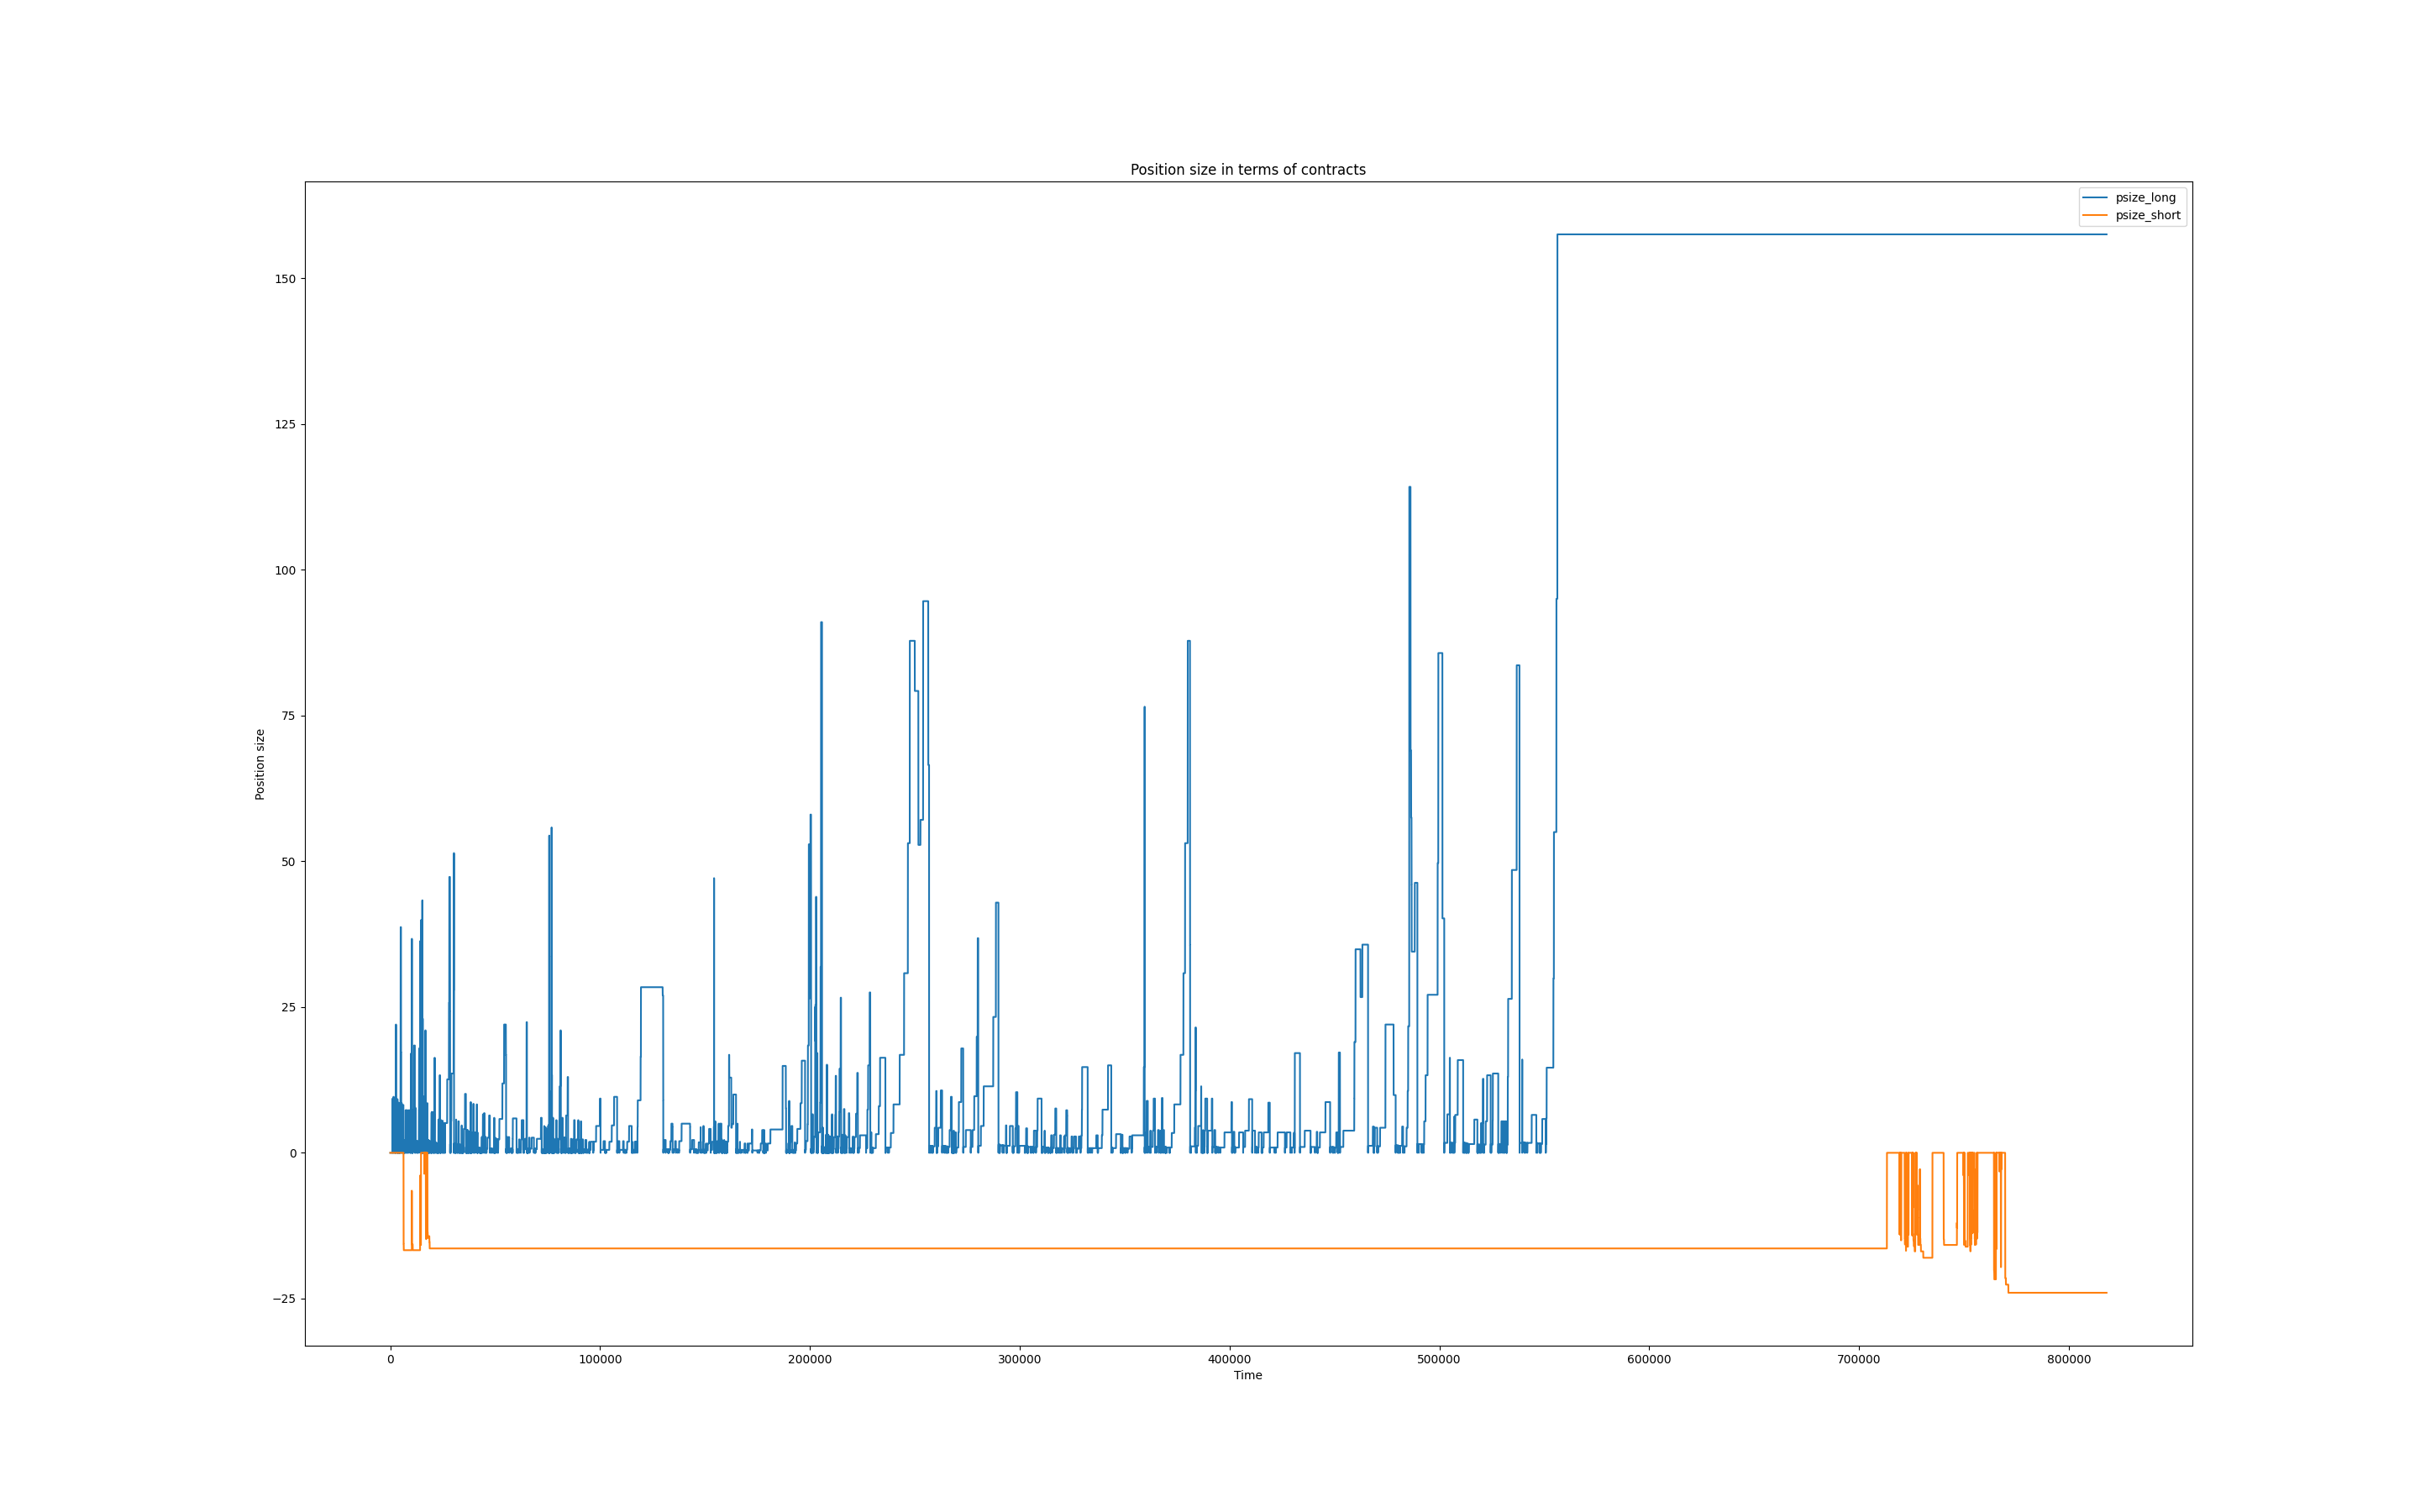 Position size in terms of contracts
psize_long
psize_short
Position size
150
125
100
75
50
25
0
−25
0 100000 200000 300000 400000 500000 600000 700000 800000
Time